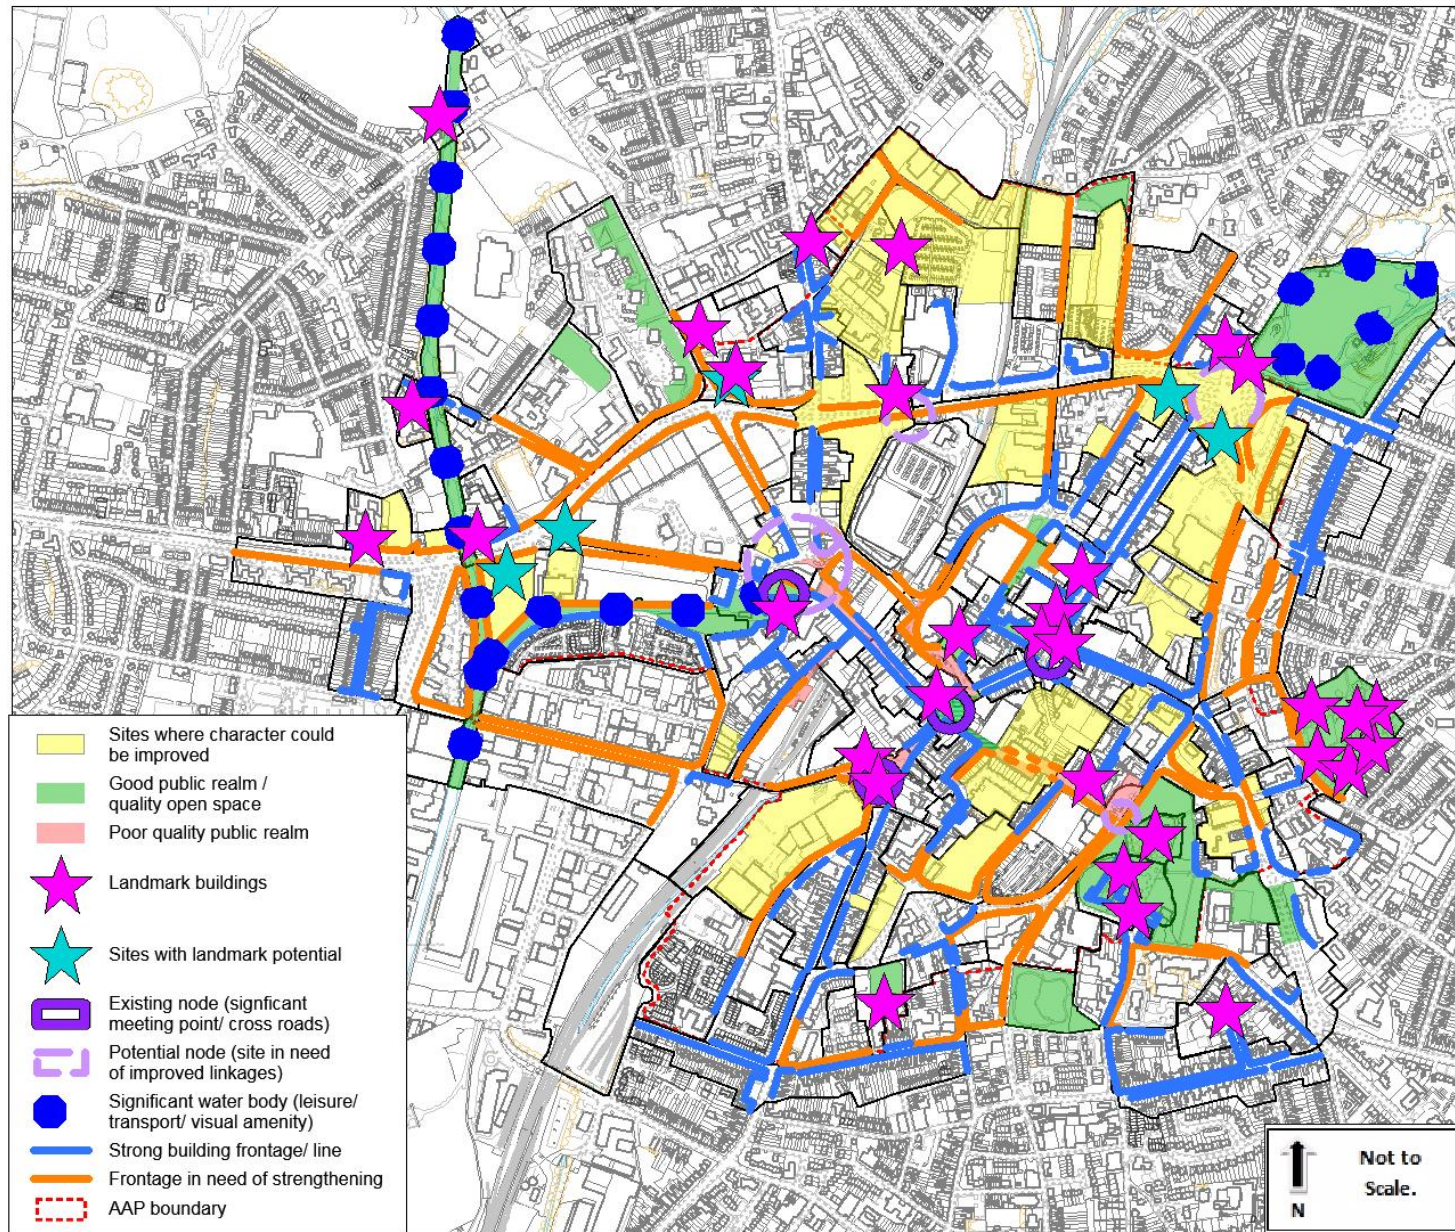 Sites where character could
be improved
Good public realm /
quality open space
Poor quality public realm
Landmark buildings
Sites with landmark potential
Existing node (signficant
meeting point/ cross roads)
Potential node (site in need
of improved linkages)
Significant water body (leisure/
transport/ visual amenity)
Strong building frontage/ line
Frontage in need of strengthening
AAP boundary
Not to
Scale.
N